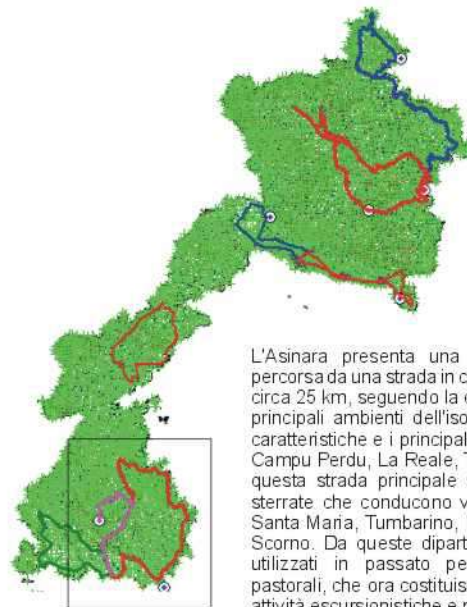 L'Asinara presenta una
percorsa da una strada in c
circa 25 km, seguendo la
principali ambienti dell'iso
caratteristiche e i principal
Campu Perdu, La Reale,
questa strada principale
sterrate che conducono v
Santa Maria, Tumbarino,
Scorno. Da queste dipart
utilizzati in passato pe
pastorali, che ora costituis
attività escursionistiche e